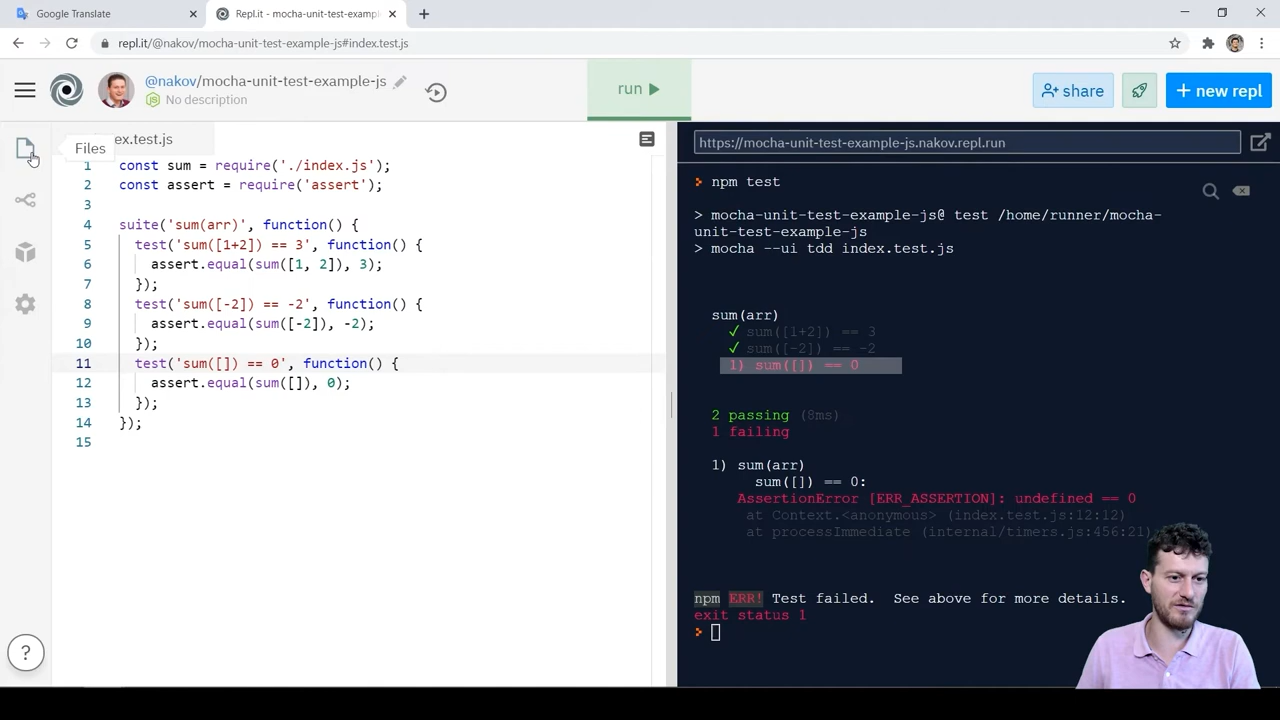 Google Translate
Repl.it - mocha-unit-test-example
repl.it/@nakov/mocha-unit-test-example-js#index.test.js
@nakov/mocha-unit-test-example-js
No description
run
share
+ new repl
Files
ex.test.js
1 const sum = require('./index.js');
2 const assert = require('assert');
3
4 suite('sum(arr)', function() {
5 test('sum([1+2]) == 3', function() {
6 assert.equal(sum([1, 2]), 3);
7 });
8 test('sum([-2]) == -2', function() {
9 assert.equal(sum([-2]), -2);
10 });
11 test('sum([]) == 0', function() {
12 assert.equal(sum([]), 0);
13 });
14 });
15
?
https://mocha-unit-test-example-js.nakov.repl.run
npm test
> mocha-unit-test-example-js@ test /home/runner/mocha-
unit-test-example-js
> mocha --ui tdd index.test.js
sum(arr)
✓ sum([1+2]) == 3
✓ sum([-2]) == -2
1) sum([]) == 0
2 passing (8ms)
1 failing
1) sum(arr)
sum([]) == 0:
AssertionError [ERR_ASSERTION]: undefined == 0
at Context.<anonymous> (index.test.js:12:12)
at processImmediate (internal/timers.js:456:21)
npm ERR! Test failed.  See above for more details.
exit status 1